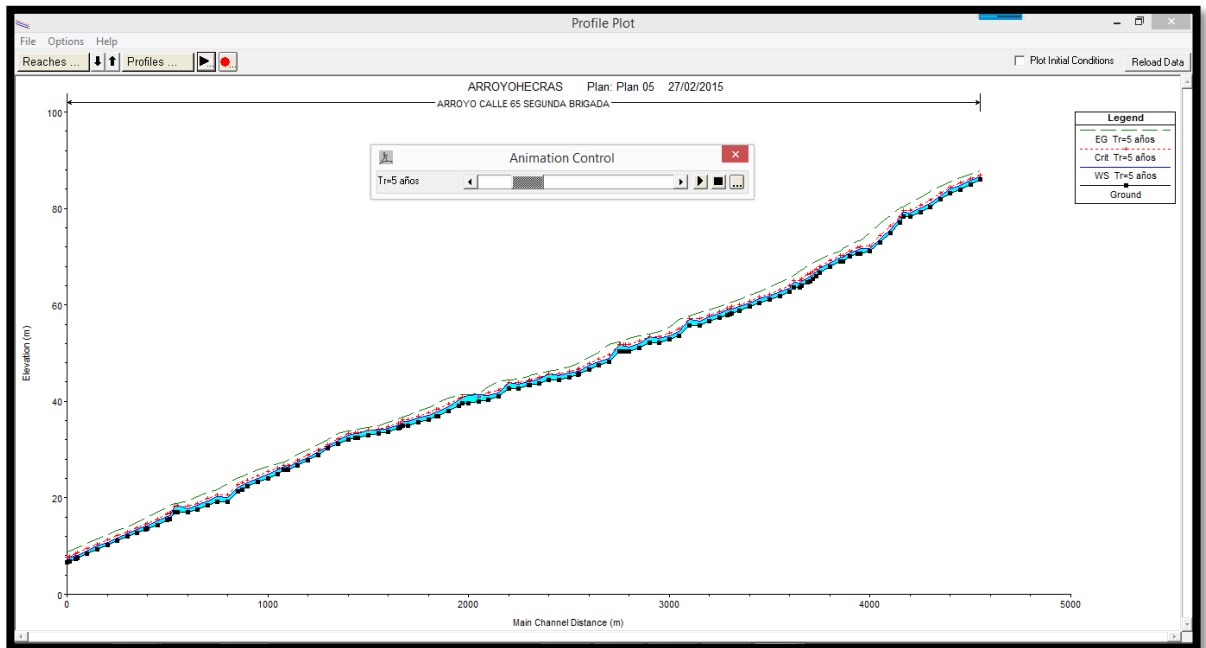 Profile Plot
File Options Help
Reaches ... Profiles ... Plot Initial Conditions Reload Data
ARROYOHECRAS Plan: Plan 05 27/02/2015
ARROYO CALLE 65 SEGUNDA BRIGADA
Animation Control
Tr=5 años
...
Legend
EG Tr=5 años
Crit Tr=5 años
WS Tr=5 años
Ground
100
80
60
40
20
0
Elevation (m)
0 1000 2000 3000 4000 5000
Main Channel Distance (m)